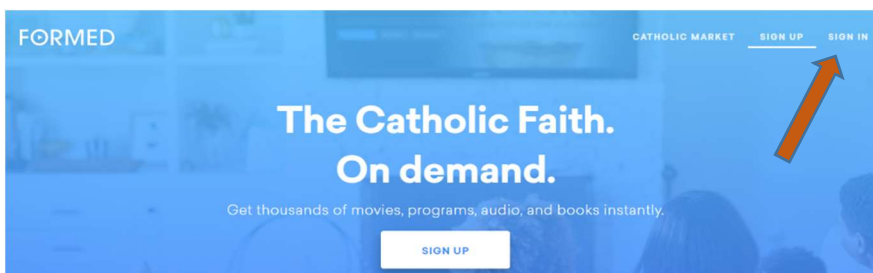 FORMED
CATHOLIC MARKET SIGN UP SIGN IN
The Catholic Faith.
On demand.
Get thousands of movies, programs, audio, and books instantly.
SIGN UP